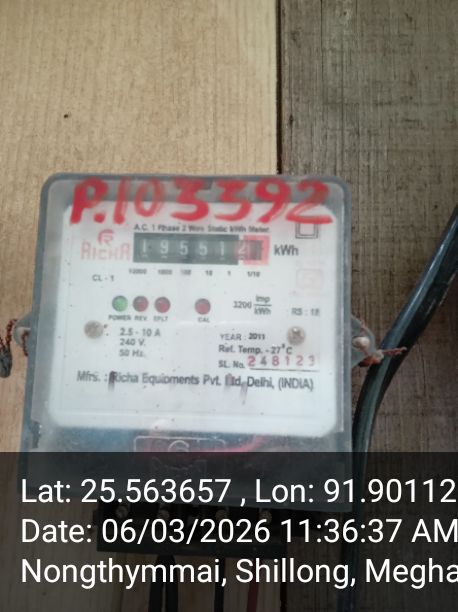 P.103392
A.C. 1 Phase 2 Wire Static kWh Meter
RICHA
19551
kWh
CL - 1
10000 1000 100 10 1 1/10
3200 imp/kWh
RS : 18
POWER REV. EFLT CAL
2.5 - 10 A
240 V.
50 Hz.
YEAR : 2011
Ref. Temp. - 27°C
SL. No. 248123
Mfrs. : Richa Equipments Pvt. Ltd, Delhi, (INDIA)
Lat: 25.563657 , Lon: 91.90112
Date: 06/03/2026 11:36:37 AM
Nongthymmai, Shillong, Megha